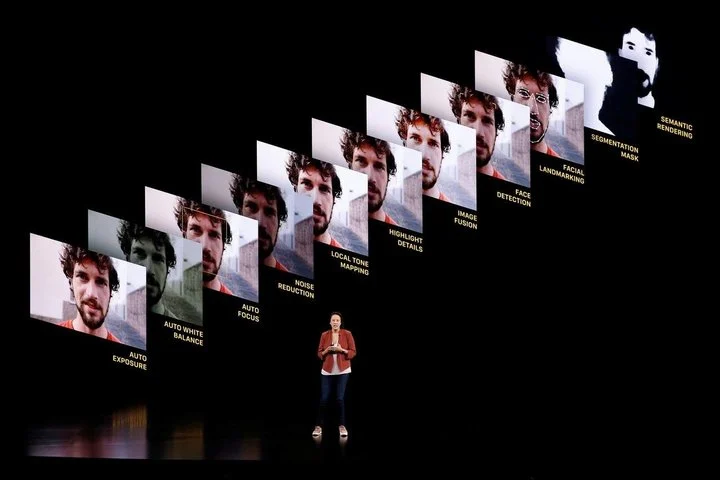 AUTO
EXPOSURE
AUTO WHITE
BALANCE
AUTO
FOCUS
NOISE
REDUCTION
LOCAL TONE
MAPPING
HIGHLIGHT
DETAILS
IMAGE
FUSION
FACE
DETECTION
FACIAL
LANDMARKING
SEGMENTATION
MASK
SEMANTIC
RENDERING